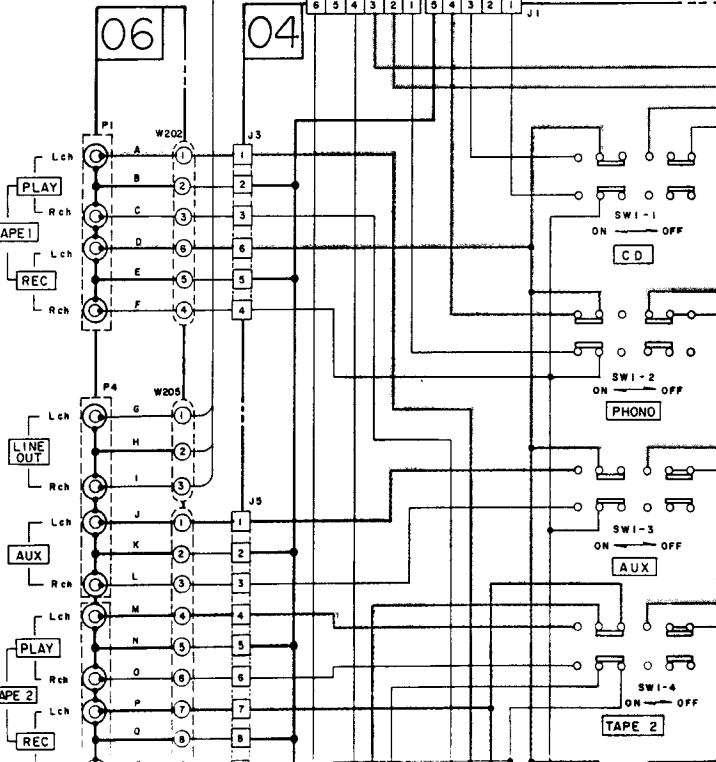 6 5 4 3 2 1 5 4 3 2 1
J1
06
04
P1
W202
J3
Lch A 1 1
PLAY B 2 2
Rch C 3 3
APE 1
Lch D 6 6
REC E 5 5
Rch F 4 4
SW1-1
ON OFF
CD
SW1-2
ON OFF
PHONO
P4
W205
Lch G 1
LINE OUT H 2
Rch I 3
J5
Lch J 1 1
AUX K 2 2
Rch L 3 3
SW1-3
ON OFF
AUX
Lch M 4 4
PLAY N 5 5
Rch O 6 6
APE 2
Lch P 7 7
REC Q 8 8
SW1-4
ON OFF
TAPE 2